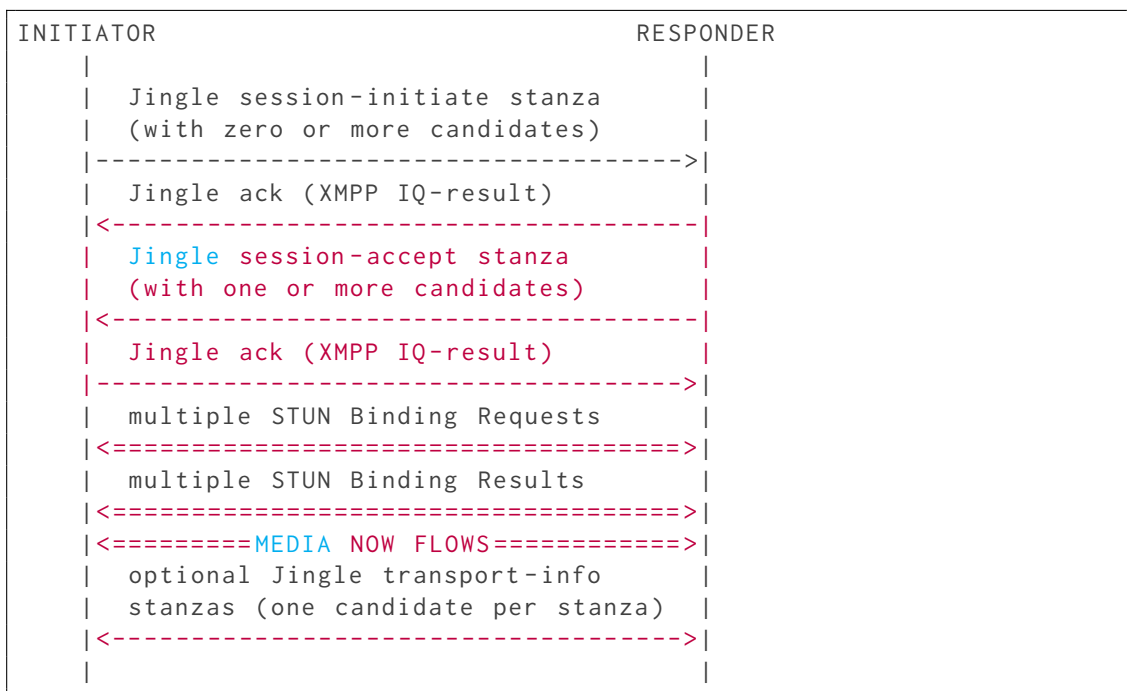 INITIATOR                              RESPONDER
    |                                      |
    |  Jingle session-initiate stanza      |
    |  (with zero or more candidates)      |
    |------------------------------------->|
    |  Jingle ack (XMPP IQ-result)         |
    |<-------------------------------------|
    |  Jingle session-accept stanza        |
    |  (with one or more candidates)       |
    |<-------------------------------------|
    |  Jingle ack (XMPP IQ-result)         |
    |------------------------------------->|
    |  multiple STUN Binding Requests      |
    |<====================================>|
    |  multiple STUN Binding Results       |
    |<====================================>|
    |<=========MEDIA NOW FLOWS============>|
    |  optional Jingle transport-info      |
    |  stanzas (one candidate per stanza)  |
    |<------------------------------------>|
    |                                      |